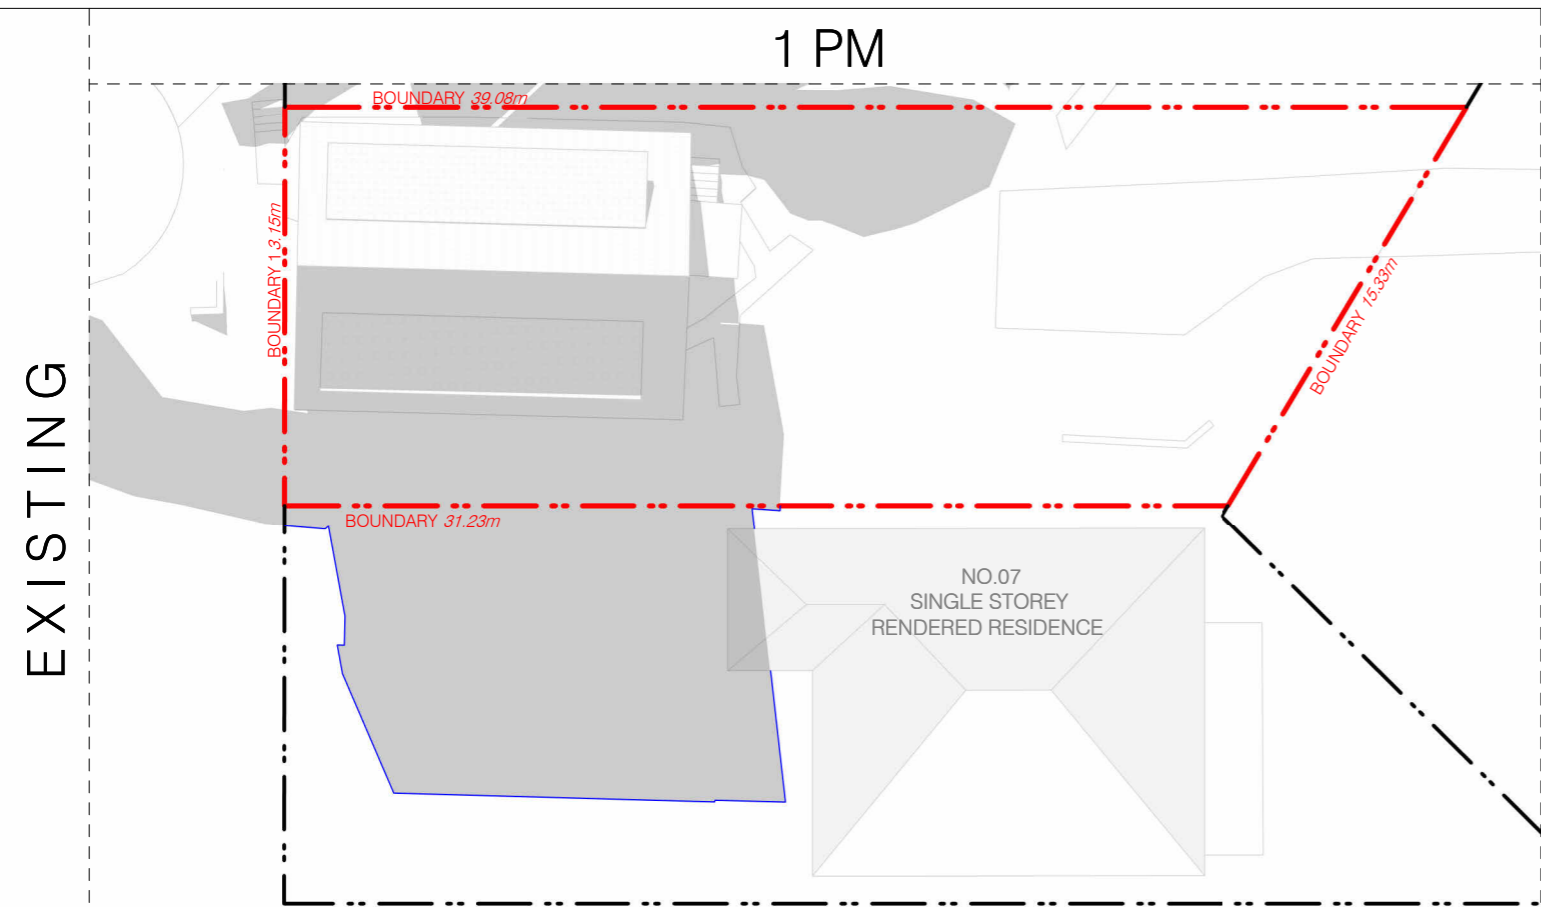 1 PM
EXISTING
BOUNDARY 39.08m
BOUNDARY 13.15m
BOUNDARY 15.33m
BOUNDARY 31.23m
NO.07
SINGLE STOREY
RENDERED RESIDENCE